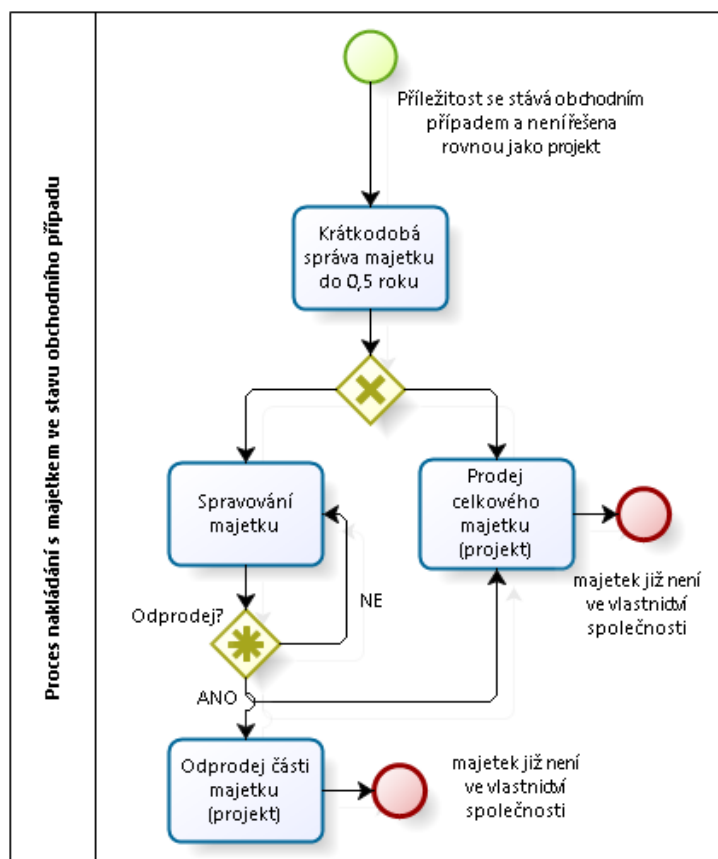 Proces nakládání s majetkem ve stavu obchodního případu
Příležitost se stává obchodním
případem a není řešena
rovnou jako projekt
Krátkodobá
správa majetku
do 0,5 roku
Spravování
majetku
Prodej
celkového
majetku
(projekt)
majetek již není
ve vlastnictví
společnosti
Odprodej?
NE
ANO
Odprodej části
majetku
(projekt)
majetek již není
ve vlastnictví
společnosti